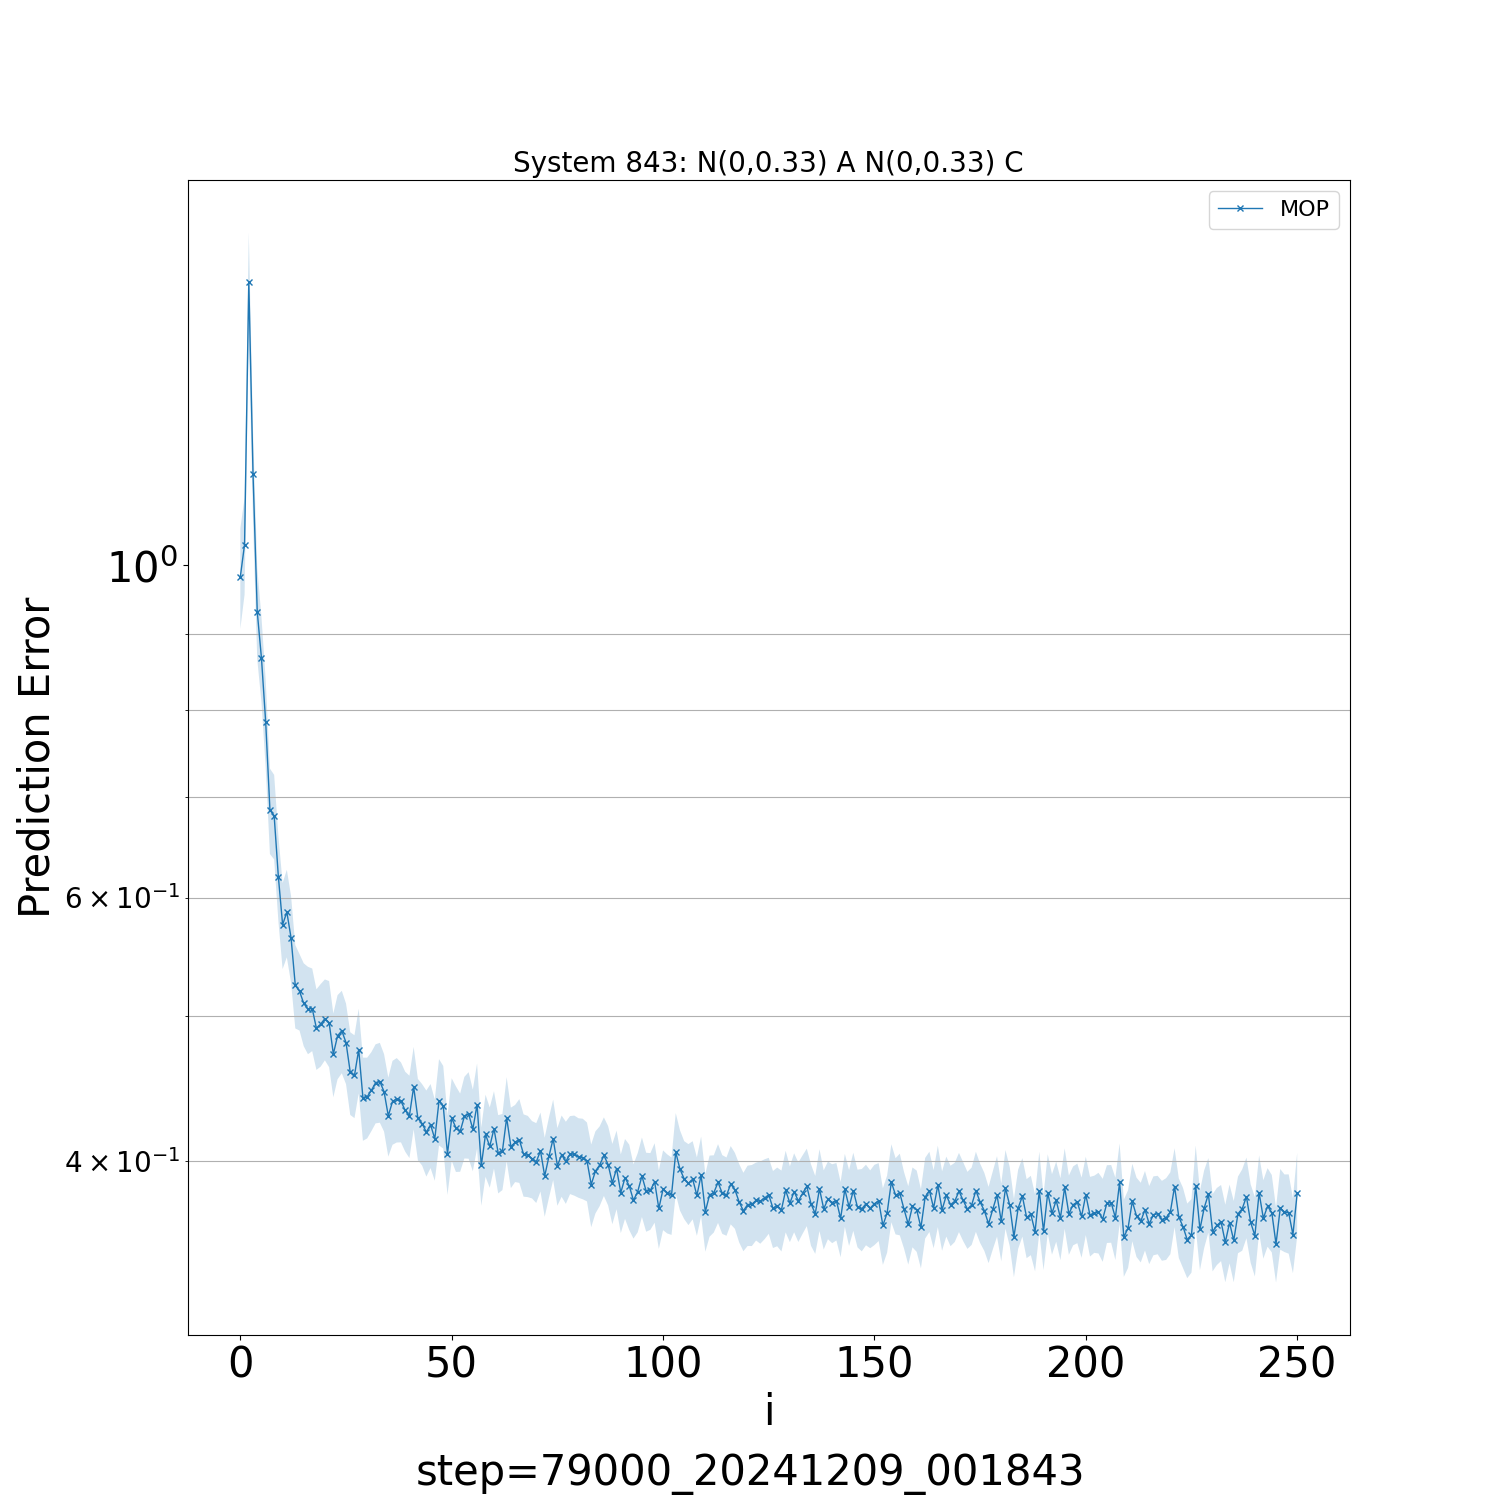 System 843: N(0,0.33) A N(0,0.33) C
MOP
Prediction Error
10⁰
6 × 10⁻¹
4 × 10⁻¹
0 50 100 150 200 250
i
step=79000_20241209_001843